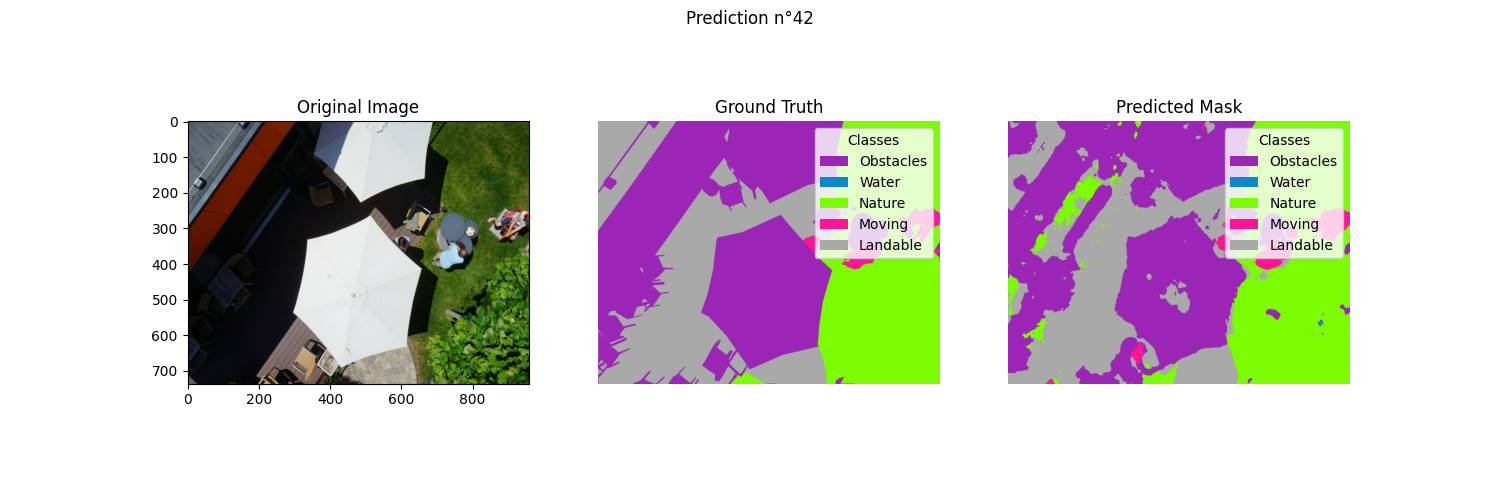 Prediction n°42
Original Image
Ground Truth
Predicted Mask
0
100
200
300
400
500
600
700
0
200
400
600
800
Classes
Obstacles
Water
Nature
Moving
Landable
Classes
Obstacles
Water
Nature
Moving
Landable